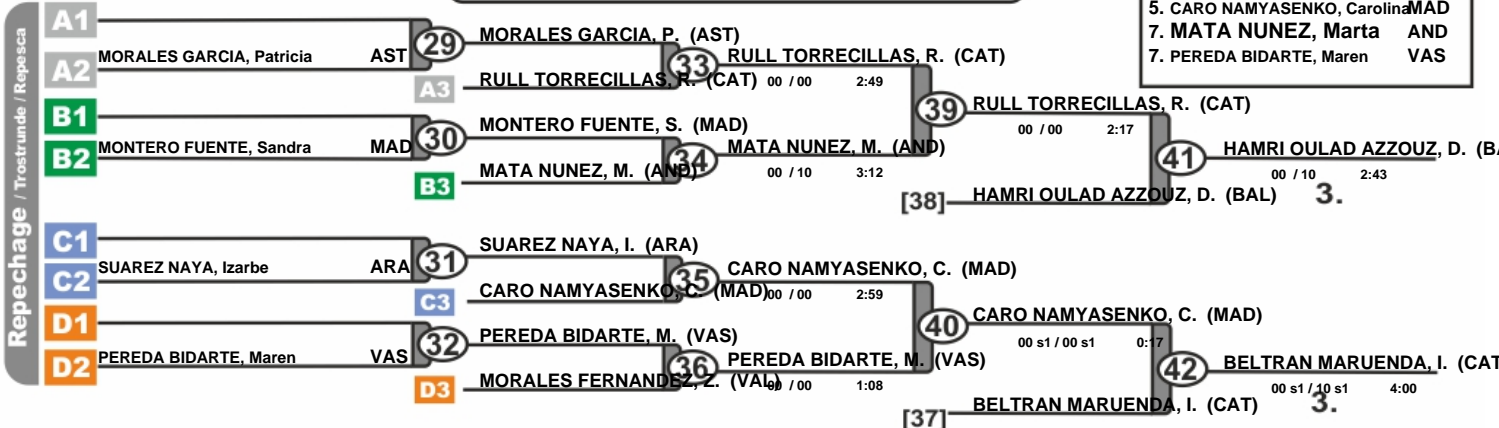 5. CARO NAMYASENKO, Carolina MAD
7. MATA NUNEZ, Marta AND
7. PEREDA BIDARTE, Maren VAS
Repechage / Trostrunde / Repesca
A1
MORALES GARCIA, Patricia AST
A2
29
MORALES GARCIA, P. (AST)
A3
RULL TORRECILLAS, R. (CAT)
33
RULL TORRECILLAS, R. (CAT)
00 / 00 2:49
B1
MONTERO FUENTE, Sandra MAD
B2
30
MONTERO FUENTE, S. (MAD)
B3
MATA NUNEZ, M. (AND)
34
MATA NUNEZ, M. (AND)
00 / 10 3:12
39
RULL TORRECILLAS, R. (CAT)
00 / 00 2:17
[38]
HAMRI OULAD AZZOUZ, D. (BAL)
41
HAMRI OULAD AZZOUZ, D. (BA
00 / 10 2:43
3.
C1
SUAREZ NAYA, Izarbe ARA
C2
31
SUAREZ NAYA, I. (ARA)
C3
CARO NAMYASENKO, C. (MAD)
35
CARO NAMYASENKO, C. (MAD)
00 / 00 2:59
D1
PEREDA BIDARTE, Maren VAS
D2
32
PEREDA BIDARTE, M. (VAS)
D3
MORALES FERNANDEZ, Z. (VAL)
36
PEREDA BIDARTE, M. (VAS)
00 / 00 1:08
40
CARO NAMYASENKO, C. (MAD)
00 s1 / 00 s1 0:17
[37]
BELTRAN MARUENDA, I. (CAT)
42
BELTRAN MARUENDA, I. (CAT
00 s1 / 10 s1 4:00
3.